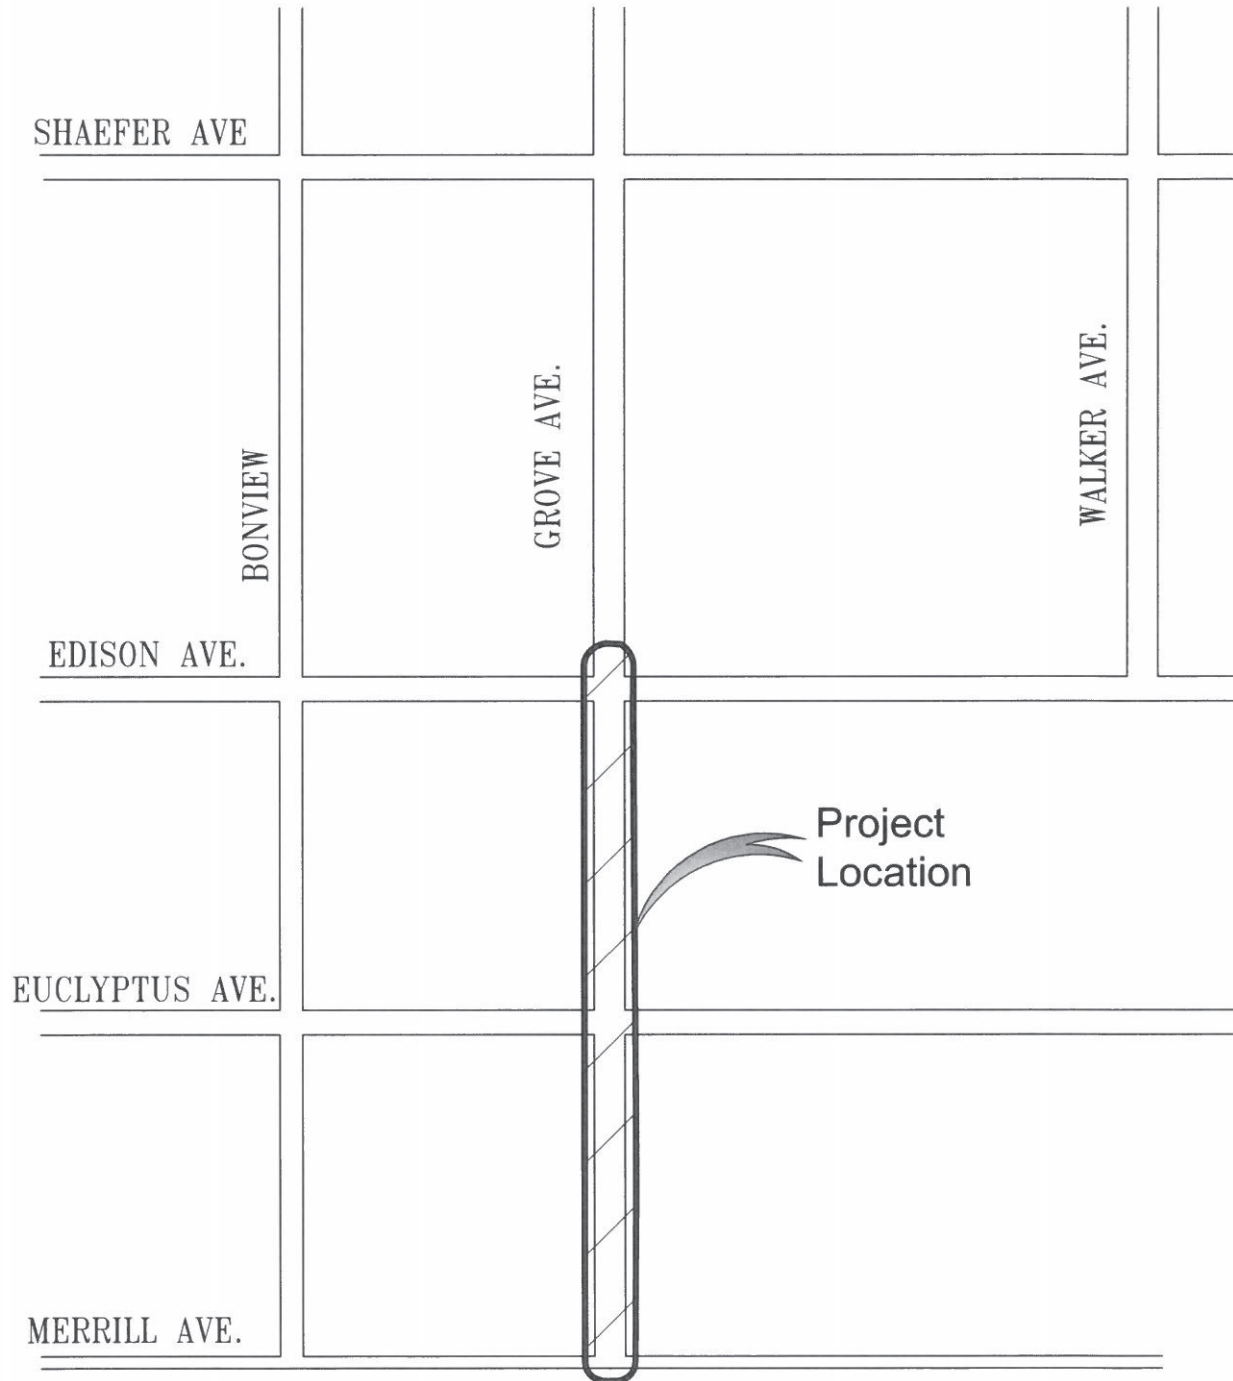 SHAEFER AVE
WALKER AVE.
GROVE AVE.
BONVIEW
EDISON AVE.
Project
Location
EUCLYPTUS AVE.
MERRILL AVE.